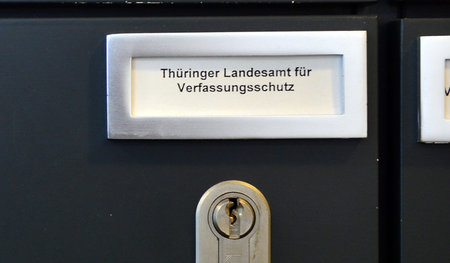 Thüringer Landesamt für
Verfassungsschutz